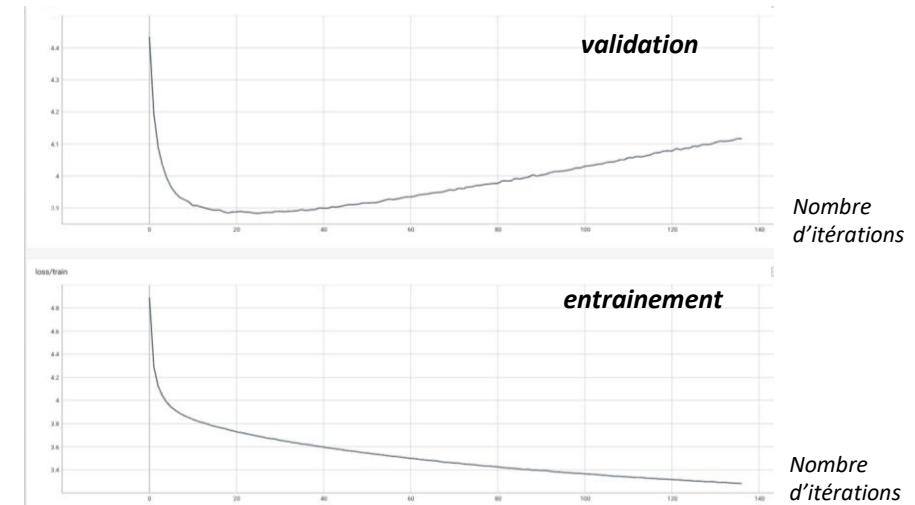 validation
4.4
4.3
4.2
4.1
4
3.9
0 20 40 60 80 100 120 140
Nombre
d'itérations
loss/train
entrainement
4.8
4.6
4.4
4.2
4
3.8
3.6
3.4
0 20 40 60 80 100 120 140
Nombre
d'itérations